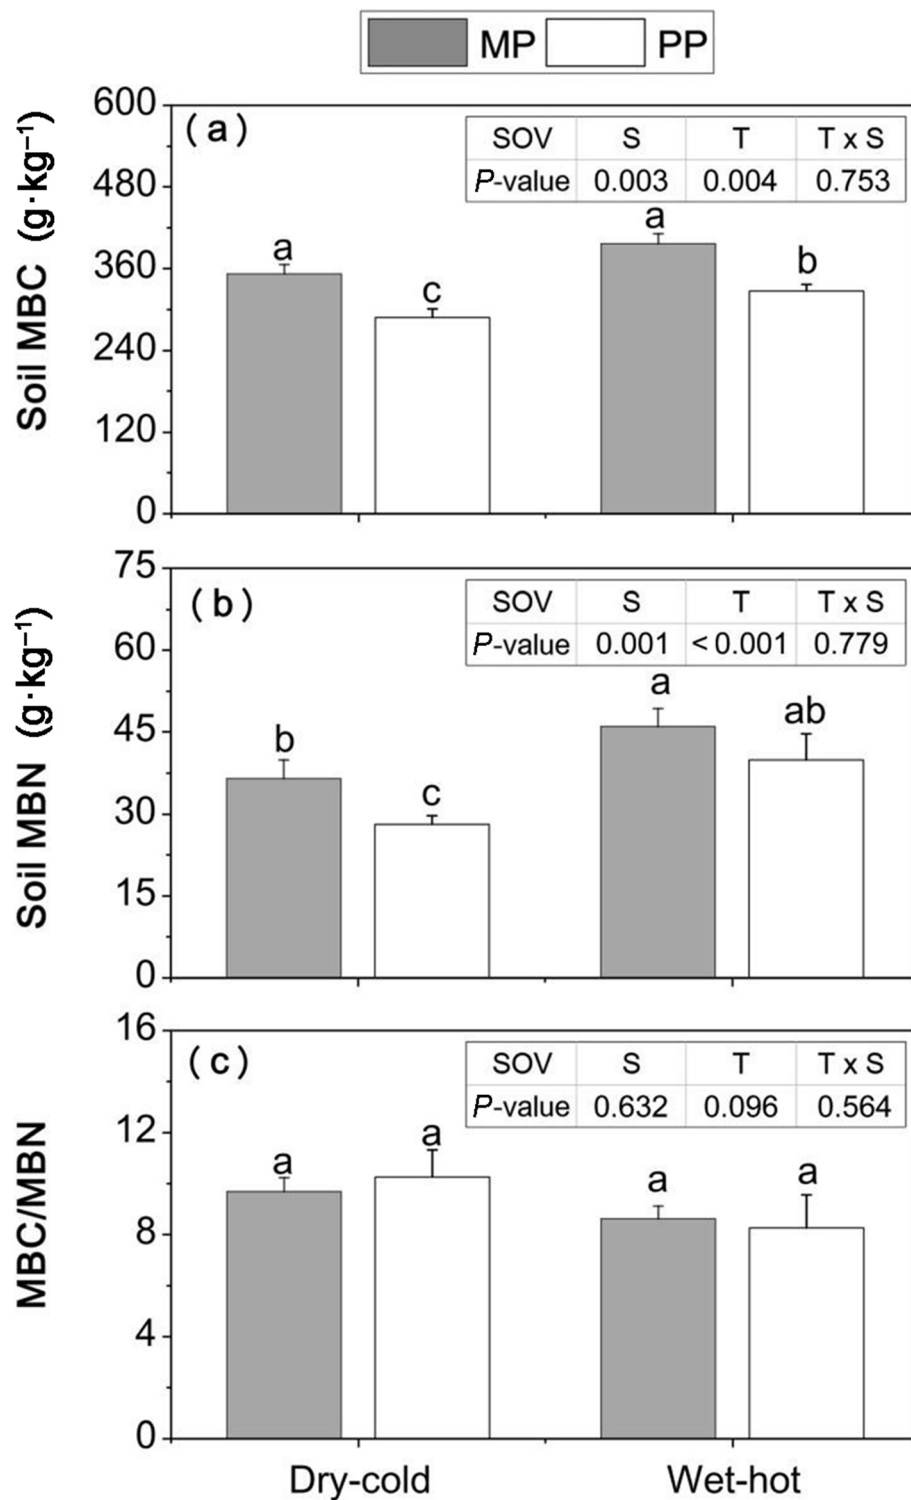 MP PP
Soil MBC (g·kg⁻¹)
600
480
360
240
120
0
(a)
SOV S T T x S
P-value 0.003 0.004 0.753
a
c
a
b
Soil MBN (g·kg⁻¹)
75
60
45
30
15
0
(b)
SOV S T T x S
P-value 0.001 < 0.001 0.779
b
c
a
ab
MBC/MBN
16
12
8
4
0
(c)
SOV S T T x S
P-value 0.632 0.096 0.564
a
a
a
a
Dry-cold Wet-hot